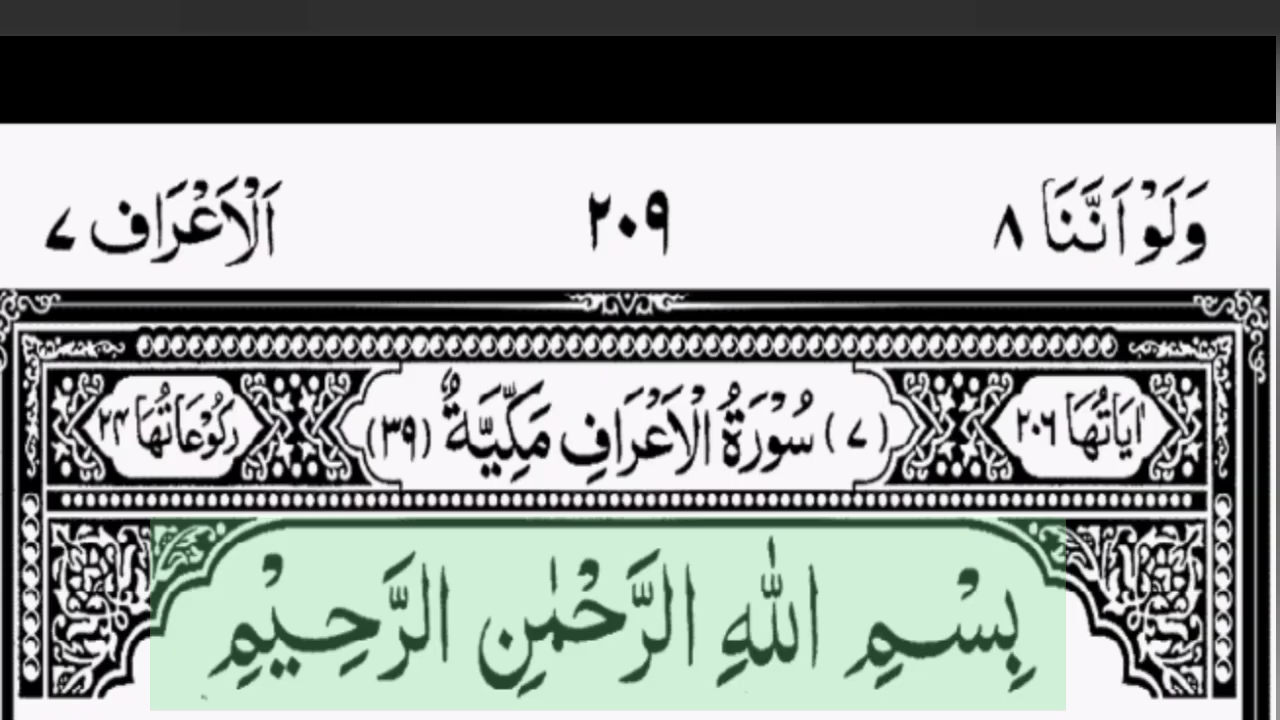 وَلَوْ اَنَّنَا ٨ ٢٠٩ اَلْاَعْرَاف ٧
اٰيَاتُهَا ٢٠٦ (٧) سُوْرَةُ الْاَعْرَافِ مَكِّيَّةٌ (٣٩) رُكُوْعَاتُهَا ٢٤
بِسْمِ اللّٰهِ الرَّحْمٰنِ الرَّحِيْمِ